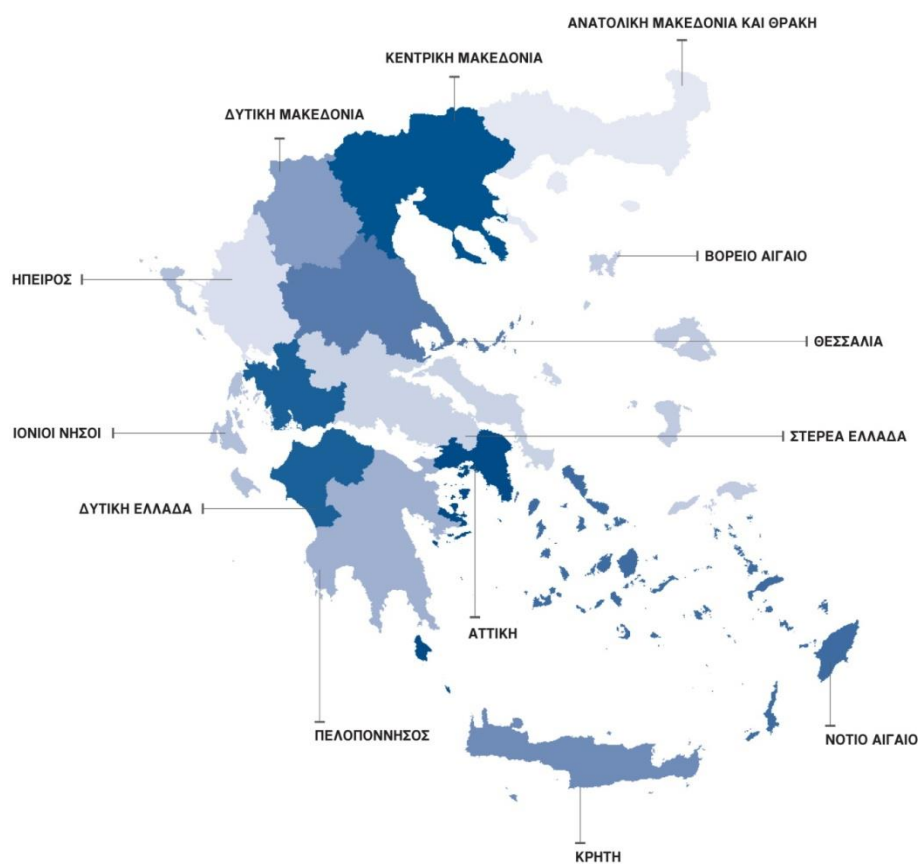 ΑΝΑΤΟΛΙΚΗ ΜΑΚΕΔΟΝΙΑ ΚΑΙ ΘΡΑΚΗ
ΚΕΝΤΡΙΚΗ ΜΑΚΕΔΟΝΙΑ
ΔΥΤΙΚΗ ΜΑΚΕΔΟΝΙΑ
ΒΟΡΕΙΟ ΑΙΓΑΙΟ
ΗΠΕΙΡΟΣ
ΘΕΣΣΑΛΙΑ
ΙΟΝΙΟΙ ΝΗΣΟΙ
ΣΤΕΡΕΑ ΕΛΛΑΔΑ
ΔΥΤΙΚΗ ΕΛΛΑΔΑ
ΑΤΤΙΚΗ
ΠΕΛΟΠΟΝΝΗΣΟΣ
ΝΟΤΙΟ ΑΙΓΑΙΟ
ΚΡΗΤΗ